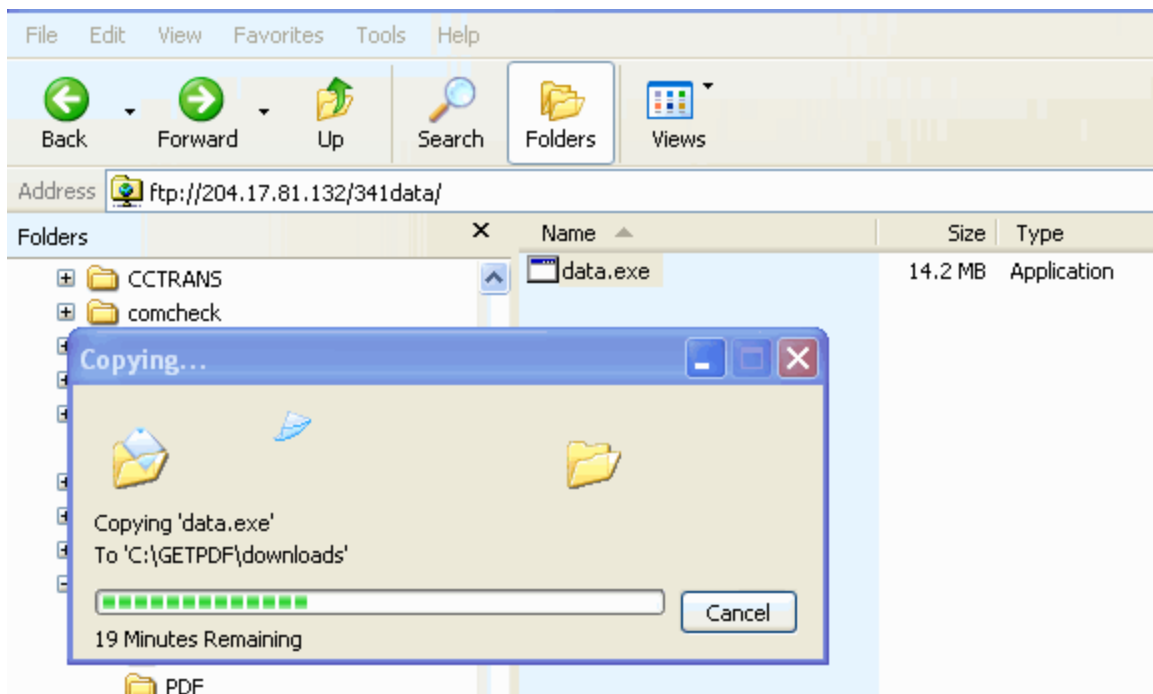 File Edit View Favorites Tools Help
Back Forward Up Search Folders Views
Address ftp://204.17.81.132/341data/
Folders Name Size Type
CCTRANS data.exe 14.2 MB Application
comcheck
Copying...
Copying 'data.exe'
To 'C:\GETPDF\downloads'
Cancel
19 Minutes Remaining
PDF